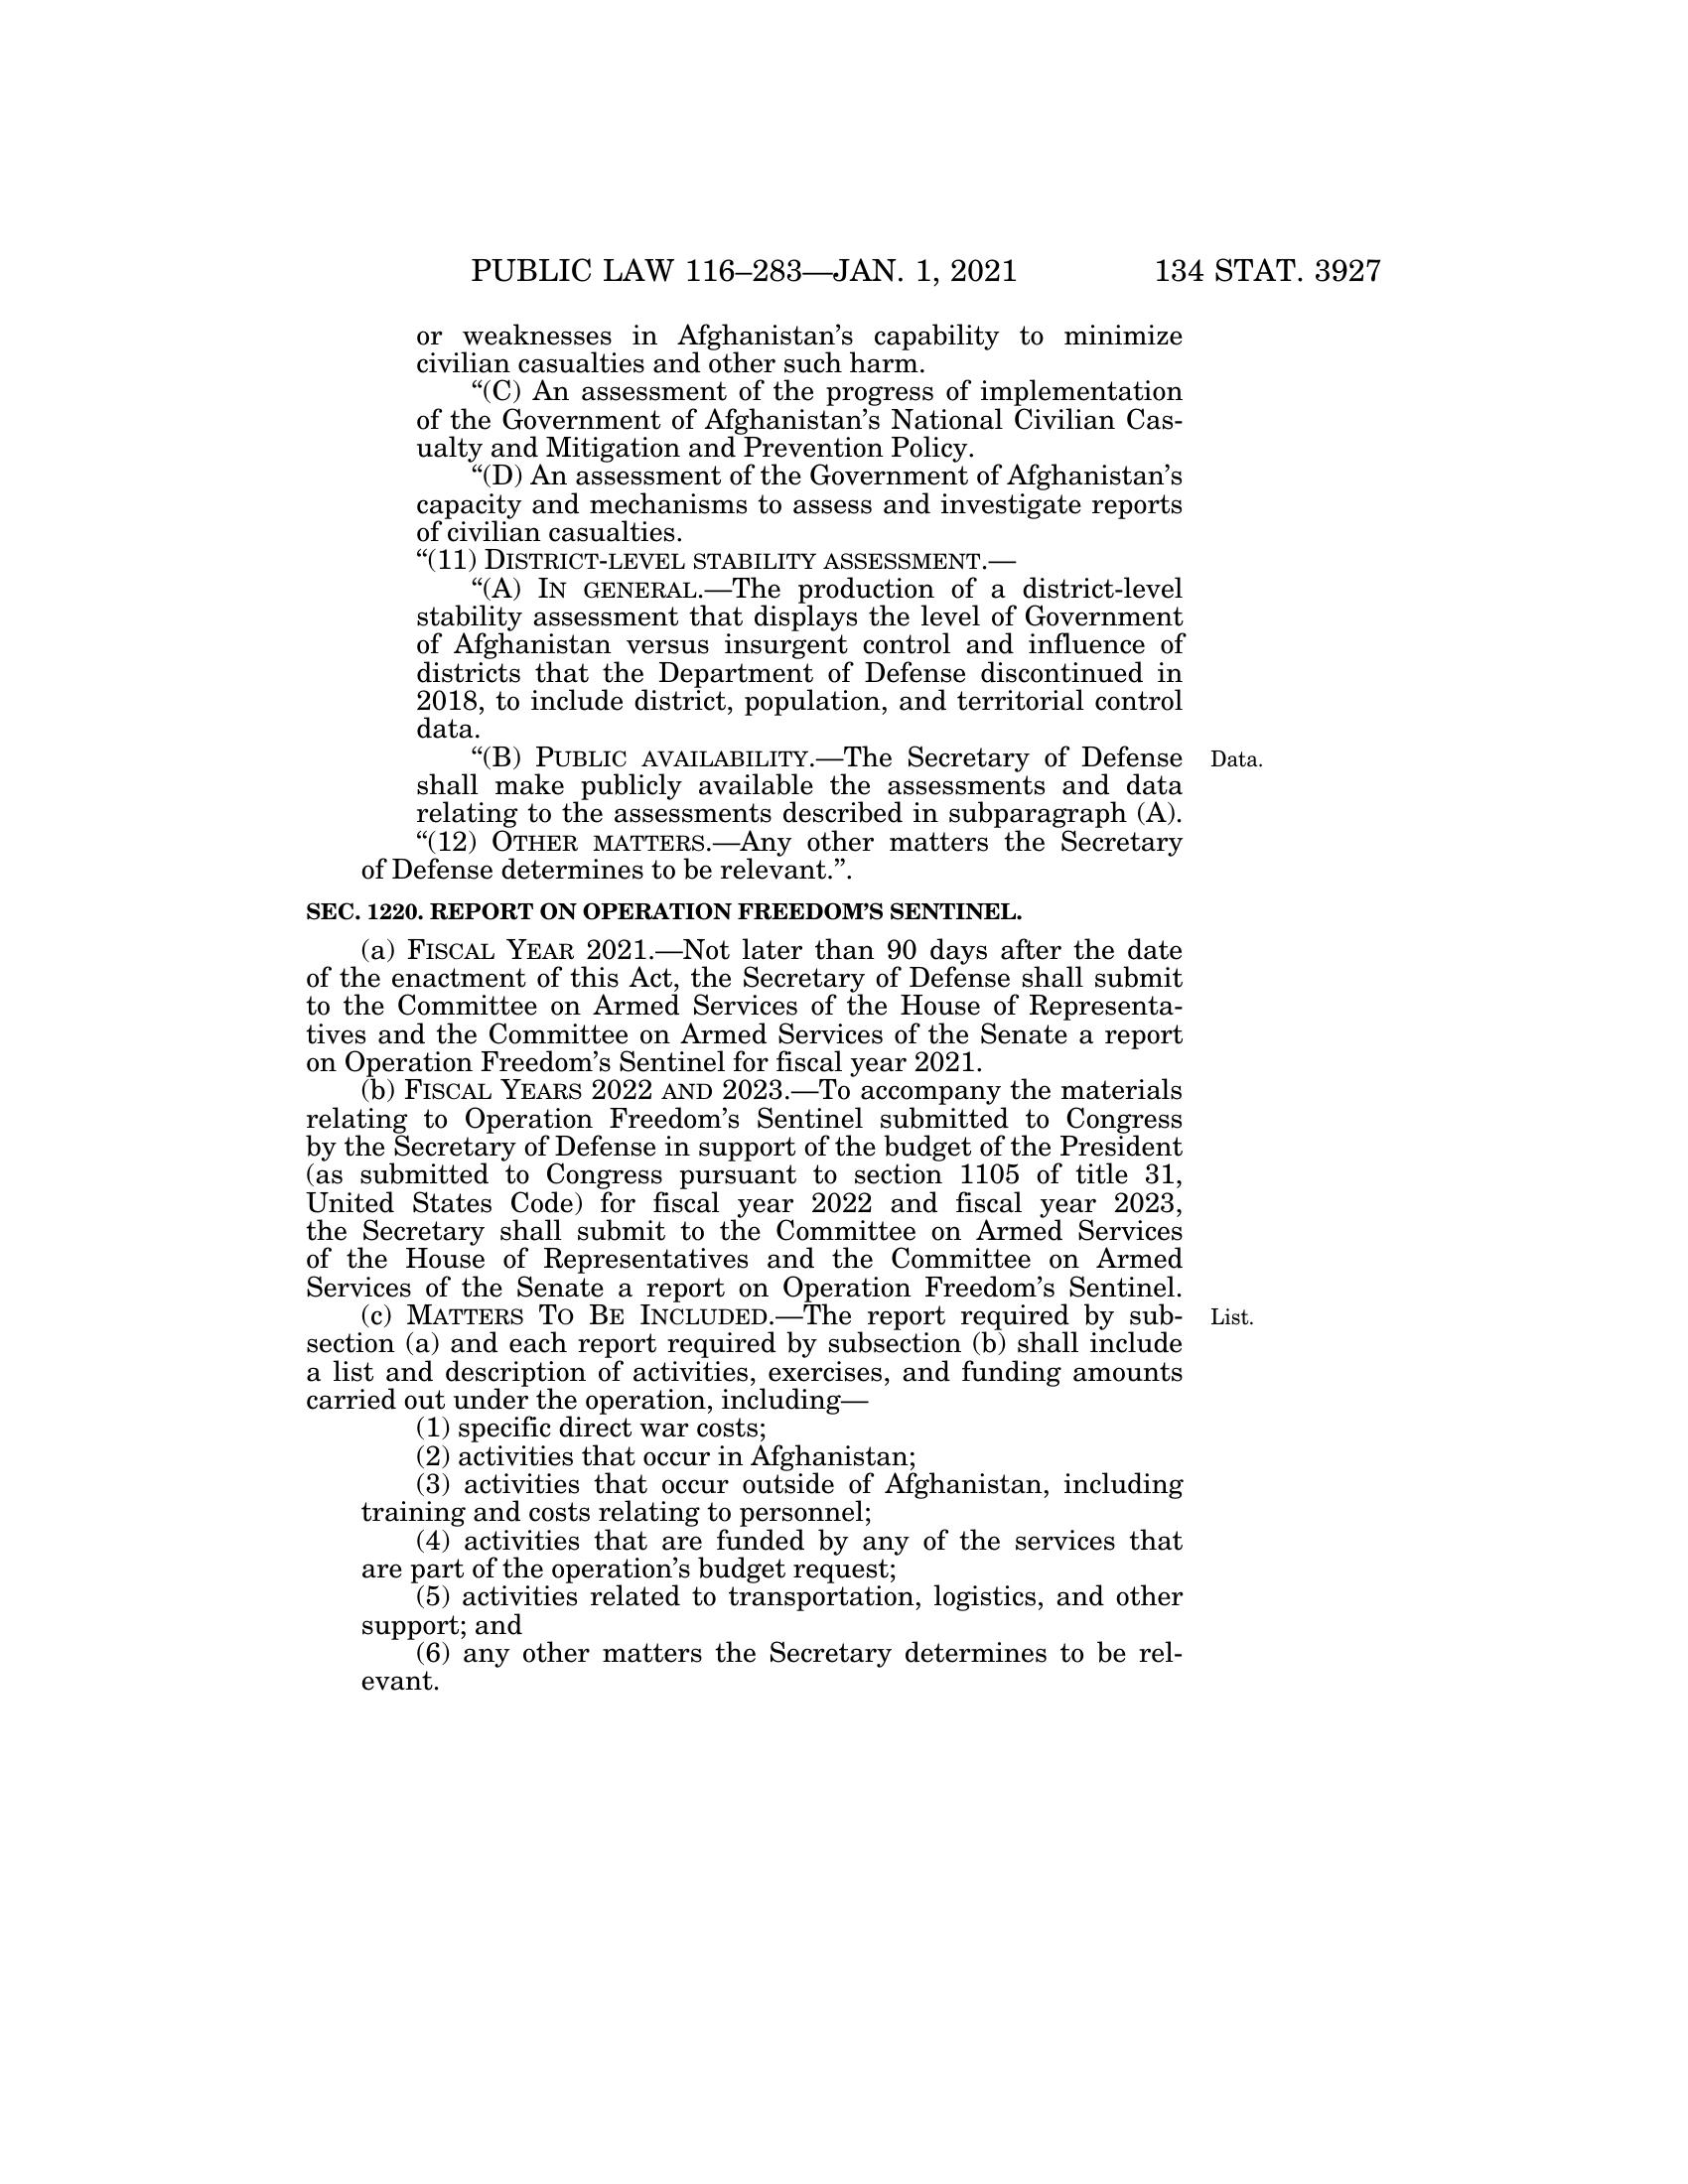 PUBLIC LAW 116–283—JAN. 1, 2021 134 STAT. 3927
or weaknesses in Afghanistan’s capability to minimize
civilian casualties and other such harm.
“(C) An assessment of the progress of implementation
of the Government of Afghanistan’s National Civilian Cas-
ualty and Mitigation and Prevention Policy.
“(D) An assessment of the Government of Afghanistan’s
capacity and mechanisms to assess and investigate reports
of civilian casualties.
“(11) DISTRICT-LEVEL STABILITY ASSESSMENT.—
“(A) IN GENERAL.—The production of a district-level
stability assessment that displays the level of Government
of Afghanistan versus insurgent control and influence of
districts that the Department of Defense discontinued in
2018, to include district, population, and territorial control
data.
“(B) PUBLIC AVAILABILITY.—The Secretary of Defense Data.
shall make publicly available the assessments and data
relating to the assessments described in subparagraph (A).
“(12) OTHER MATTERS.—Any other matters the Secretary
of Defense determines to be relevant.”.
SEC. 1220. REPORT ON OPERATION FREEDOM’S SENTINEL.
(a) FISCAL YEAR 2021.—Not later than 90 days after the date
of the enactment of this Act, the Secretary of Defense shall submit
to the Committee on Armed Services of the House of Representa-
tives and the Committee on Armed Services of the Senate a report
on Operation Freedom’s Sentinel for fiscal year 2021.
(b) FISCAL YEARS 2022 AND 2023.—To accompany the materials
relating to Operation Freedom’s Sentinel submitted to Congress
by the Secretary of Defense in support of the budget of the President
(as submitted to Congress pursuant to section 1105 of title 31,
United States Code) for fiscal year 2022 and fiscal year 2023,
the Secretary shall submit to the Committee on Armed Services
of the House of Representatives and the Committee on Armed
Services of the Senate a report on Operation Freedom’s Sentinel.
(c) MATTERS TO BE INCLUDED.—The report required by sub- List.
section (a) and each report required by subsection (b) shall include
a list and description of activities, exercises, and funding amounts
carried out under the operation, including—
(1) specific direct war costs;
(2) activities that occur in Afghanistan;
(3) activities that occur outside of Afghanistan, including
training and costs relating to personnel;
(4) activities that are funded by any of the services that
are part of the operation’s budget request;
(5) activities related to transportation, logistics, and other
support; and
(6) any other matters the Secretary determines to be rel-
evant.